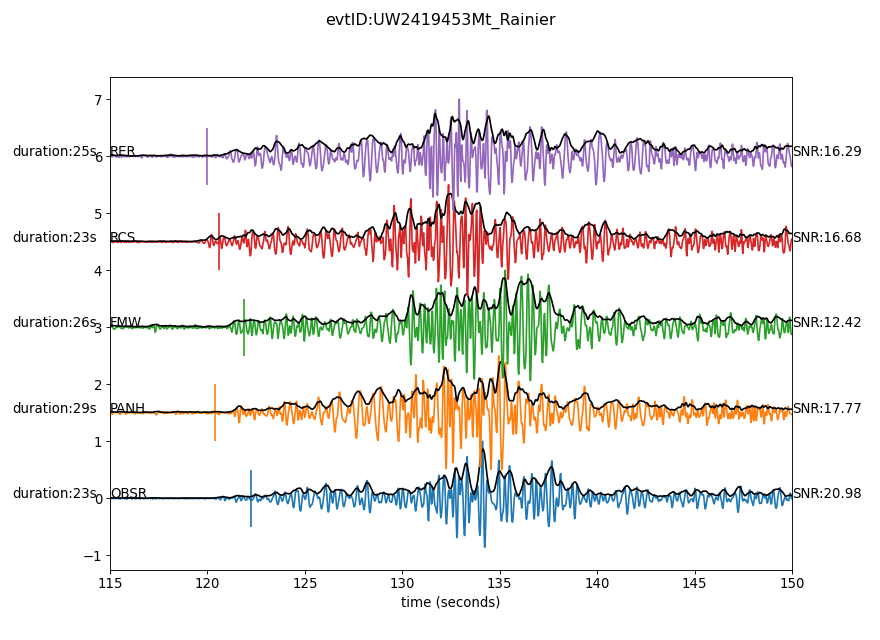 evtID:UW2419453Mt_Rainier
7
duration:25s RER SNR:16.29
6
5
duration:23s RCS SNR:16.68
4
duration:26s FMW SNR:12.42
3
2
duration:29s PANH SNR:17.77
1
duration:23s OBSR SNR:20.98
0
−1
115 120 125 130 135 140 145 150
time (seconds)